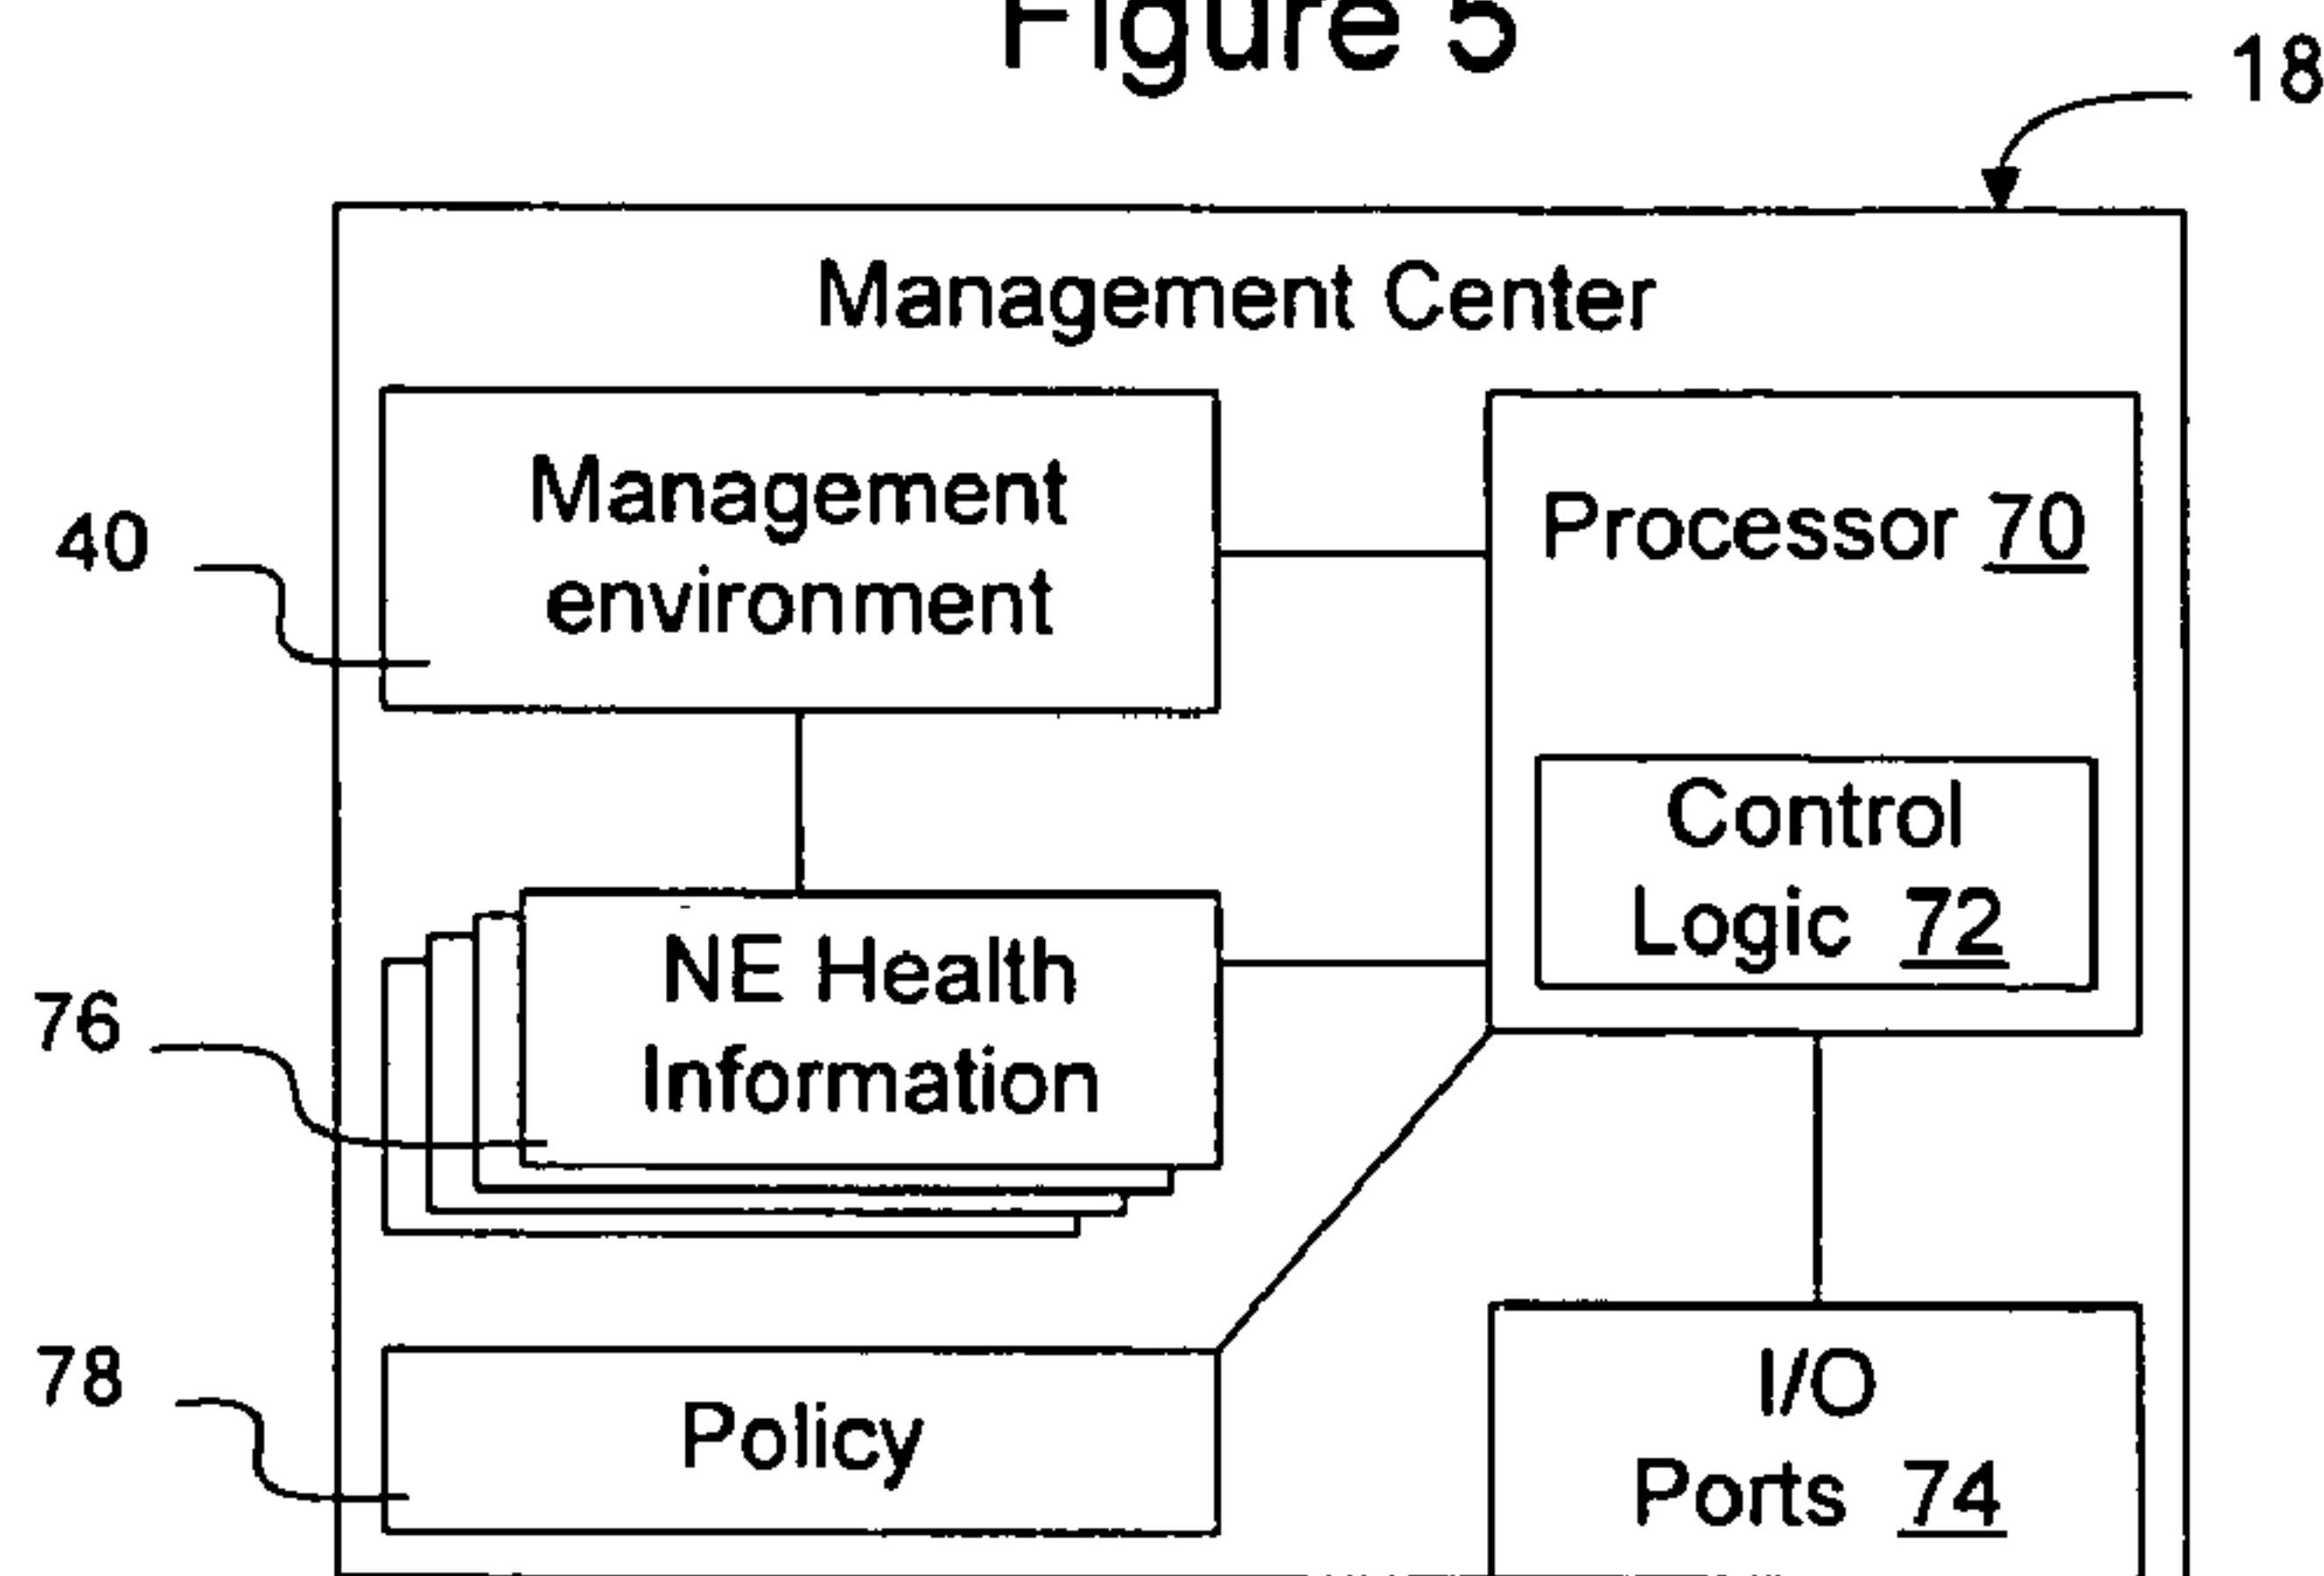 Figure 5
18
Management Center
Management
environment
40
Processor 70
Control
Logic 72
NE Health
Information
76
78
Policy
I/O
Ports 74